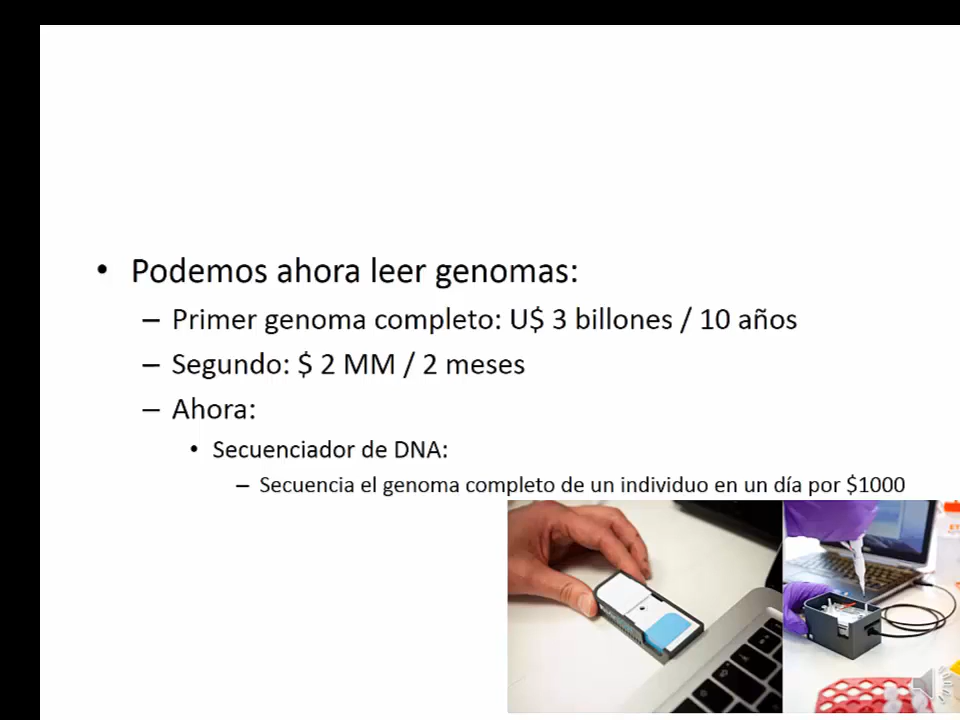 • Podemos ahora leer genomas:
– Primer genoma completo: U$ 3 billones / 10 años
– Segundo: $ 2 MM / 2 meses
– Ahora:
• Secuenciador de DNA:
– Secuencia el genoma completo de un individuo en un día por $1000